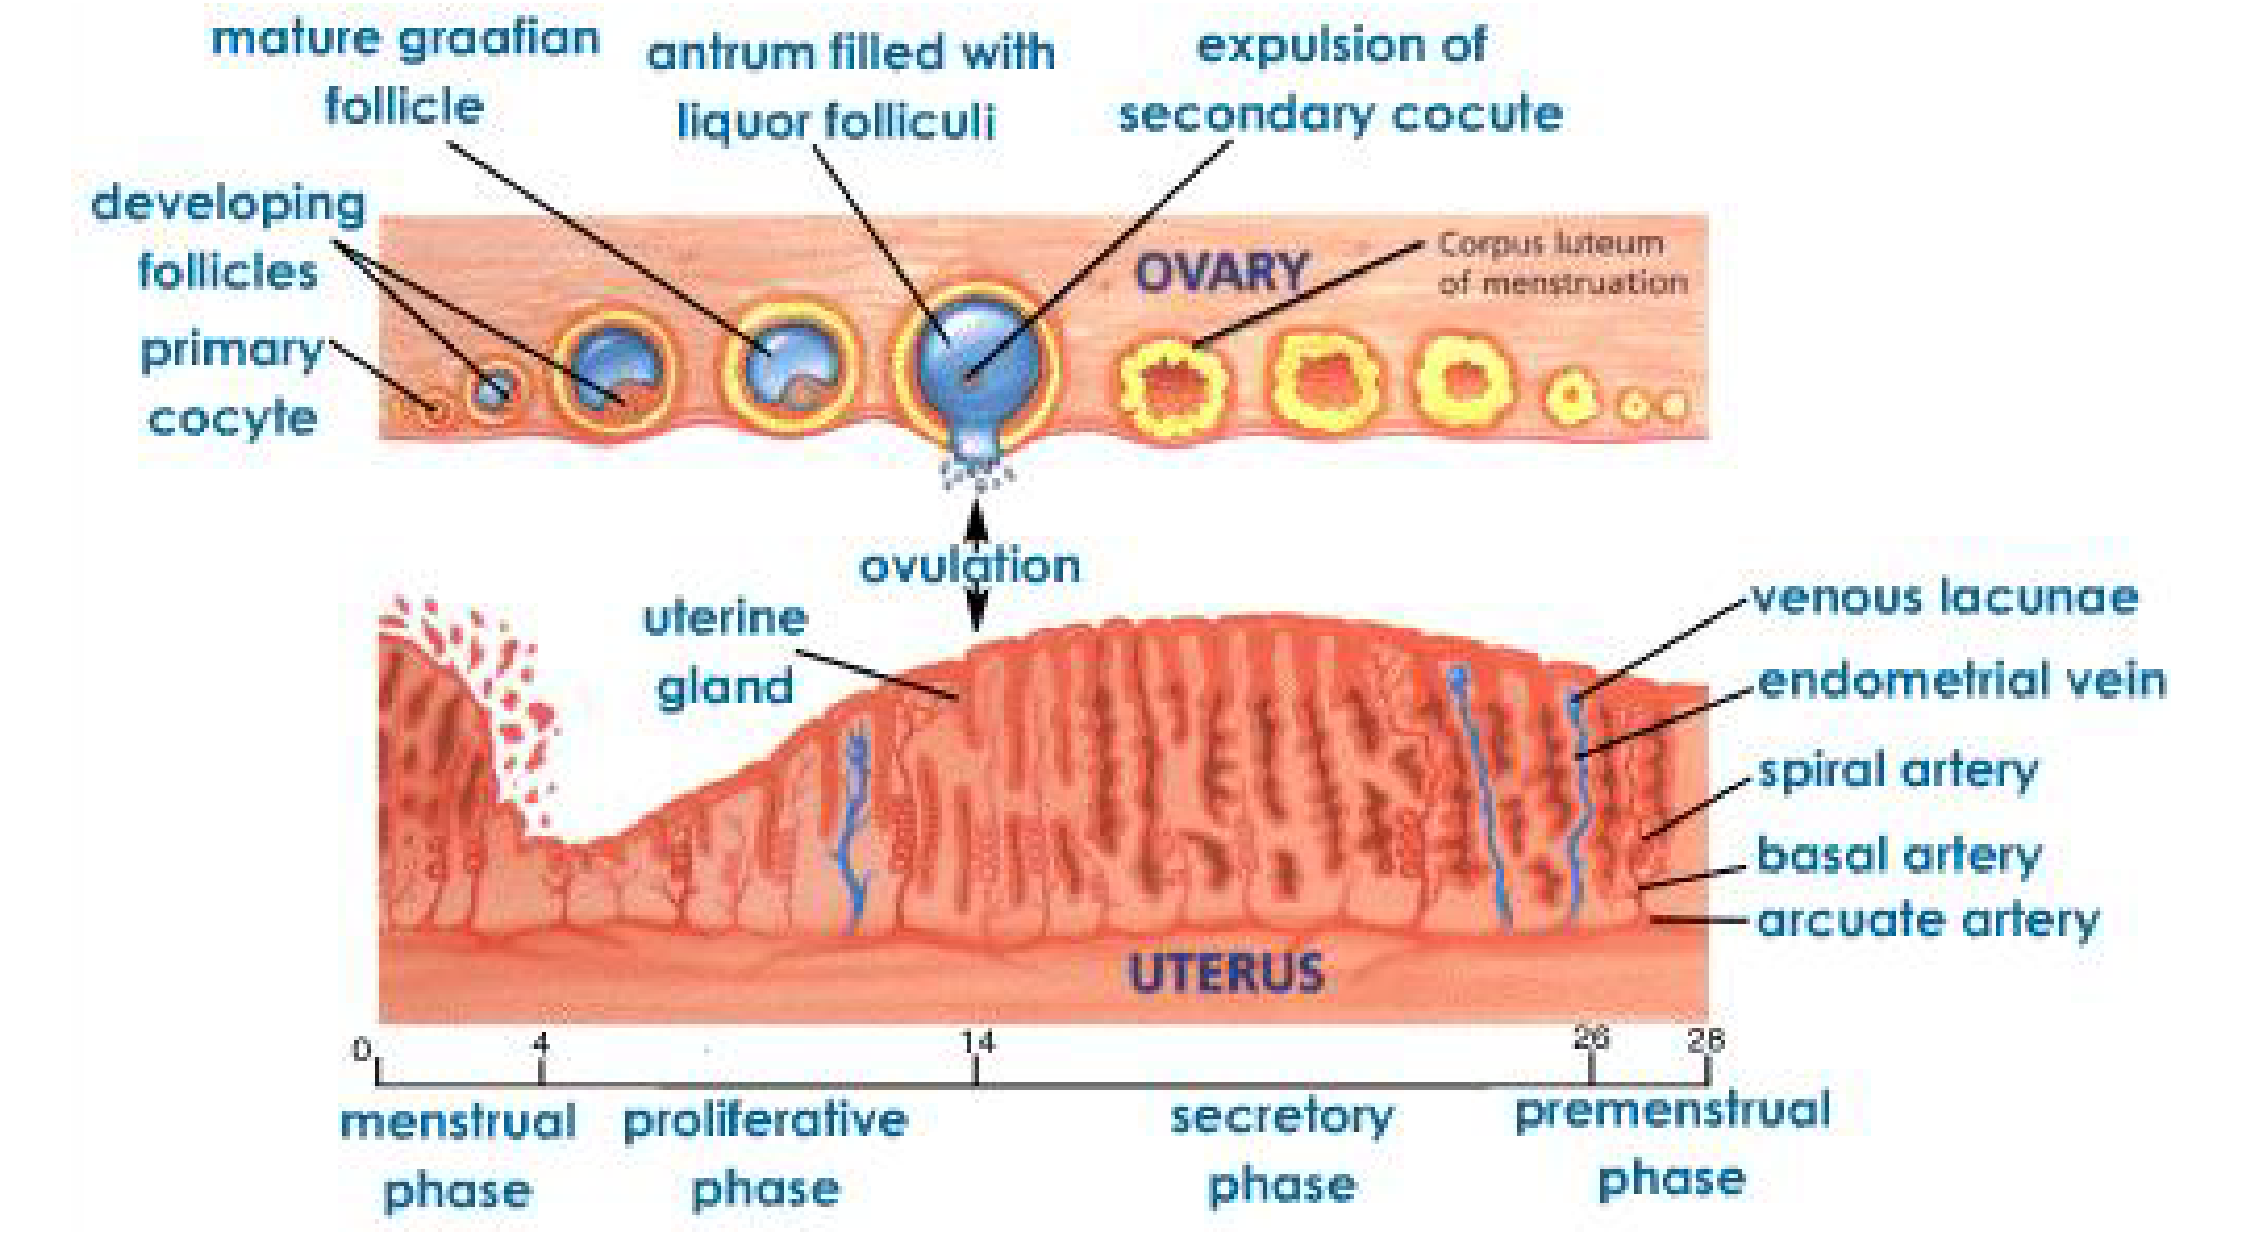 mature graafian
follicle
antrum filled with
liquor folliculi
expulsion of
secondary cocute
developing
follicles
primary
cocyte
OVARY
Corpus luteum
of menstruation
ovulation
uterine
gland
venous lacunae
endometrial vein
spiral artery
basal artery
arcuate artery
UTERUS
0 4 14 26 28
menstrual
phase
proliferative
phase
secretory
phase
premenstrual
phase